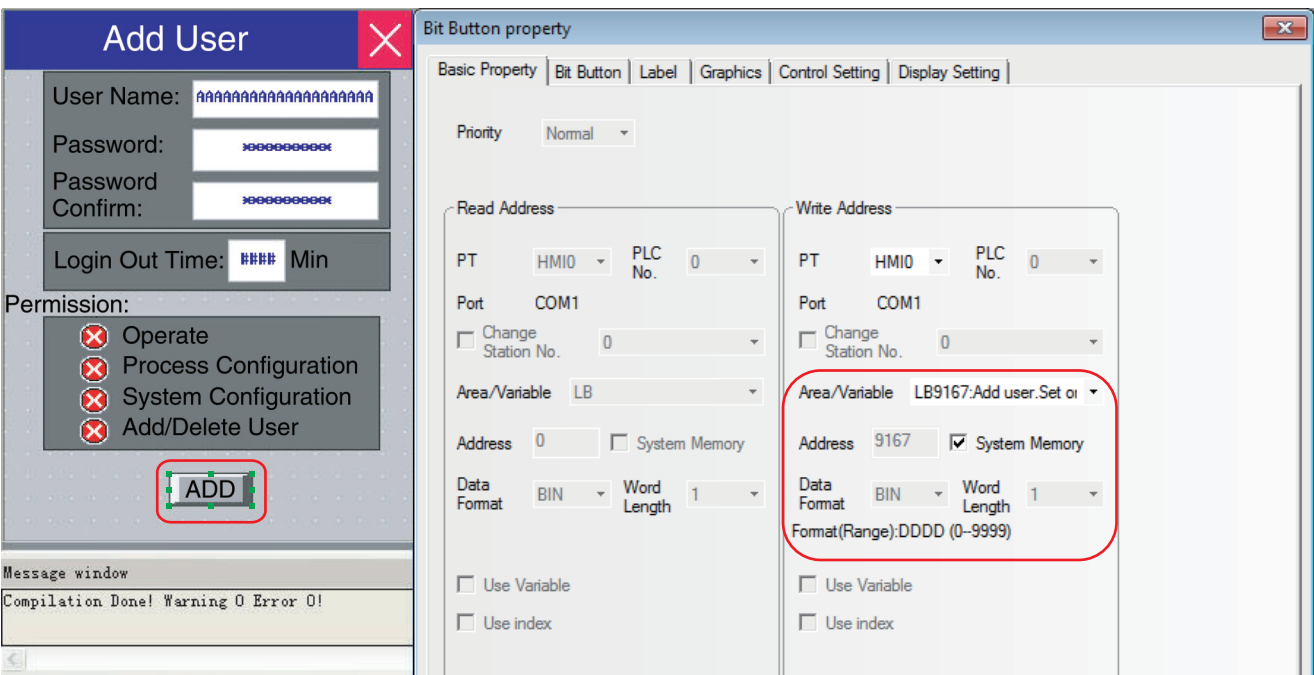 Add User
User Name: AAAAAAAAAAAAAAAAAAAA
Password: **********
Password
Confirm: **********
Login Out Time: #### Min
Permission:
Operate
Process Configuration
System Configuration
Add/Delete User
ADD
Message window
Compilation Done! Warning 0 Error 0!
Bit Button property
Basic Property Bit Button Label Graphics Control Setting Display Setting
Priority Normal
Read Address
PT HMI0 PLC No. 0
Port COM1
Change Station No. 0
Area/Variable LB
Address 0 System Memory
Data Format BIN Word Length 1
Use Variable
Use index
Write Address
PT HMI0 PLC No. 0
Port COM1
Change Station No. 0
Area/Variable LB9167:Add user.Set or
Address 9167 System Memory
Data Format BIN Word Length 1
Format(Range):DDDD (0--9999)
Use Variable
Use index